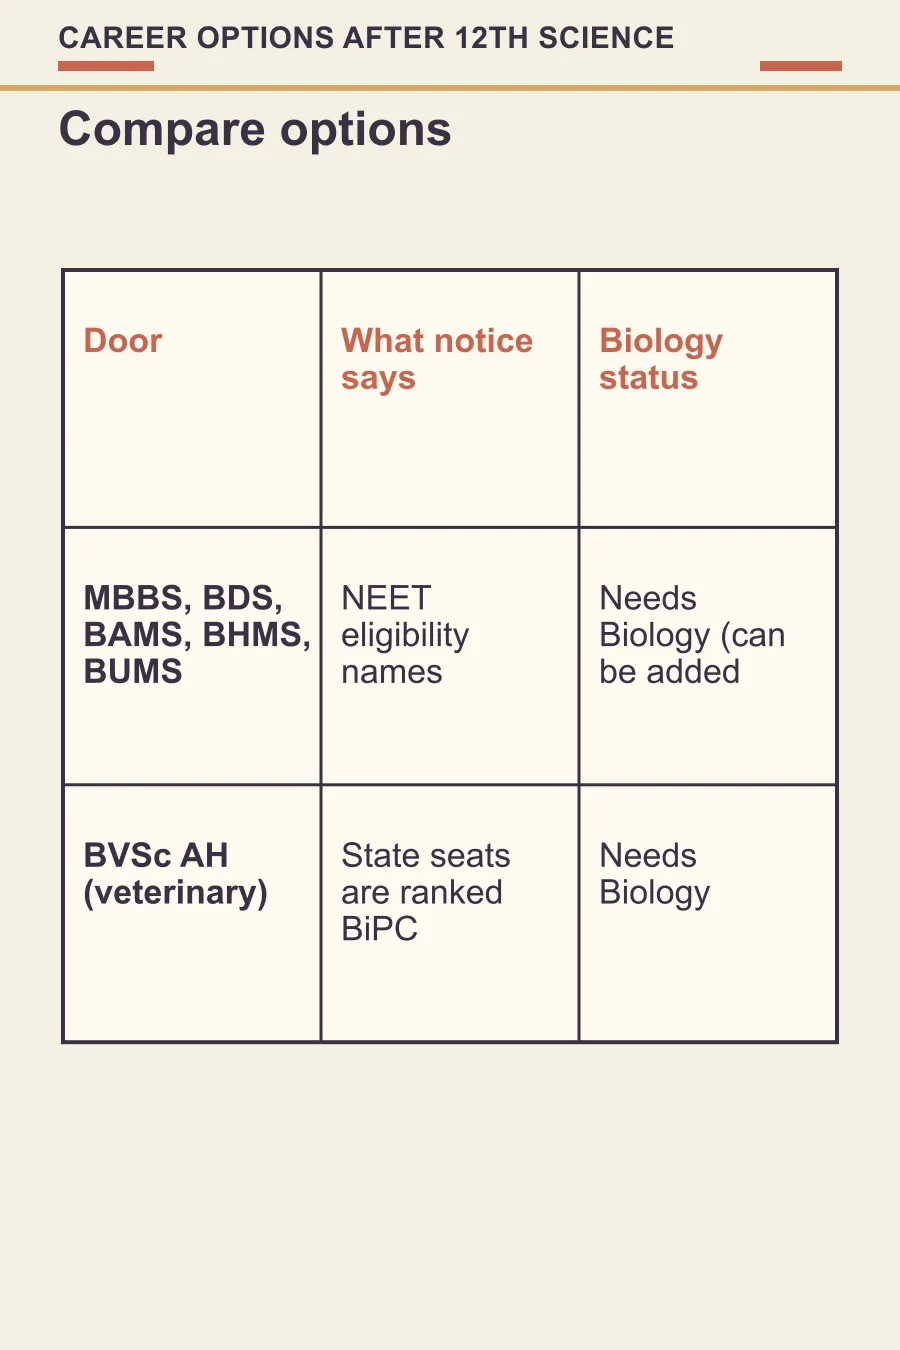 CAREER OPTIONS AFTER 12TH SCIENCE
Compare options
Door
What notice
says
Biology
status
MBBS, BDS,
BAMS, BHMS,
BUMS
NEET
eligibility
names
Needs
Biology (can
be added
BVSc AH
(veterinary)
State seats
are ranked
BiPC
Needs
Biology